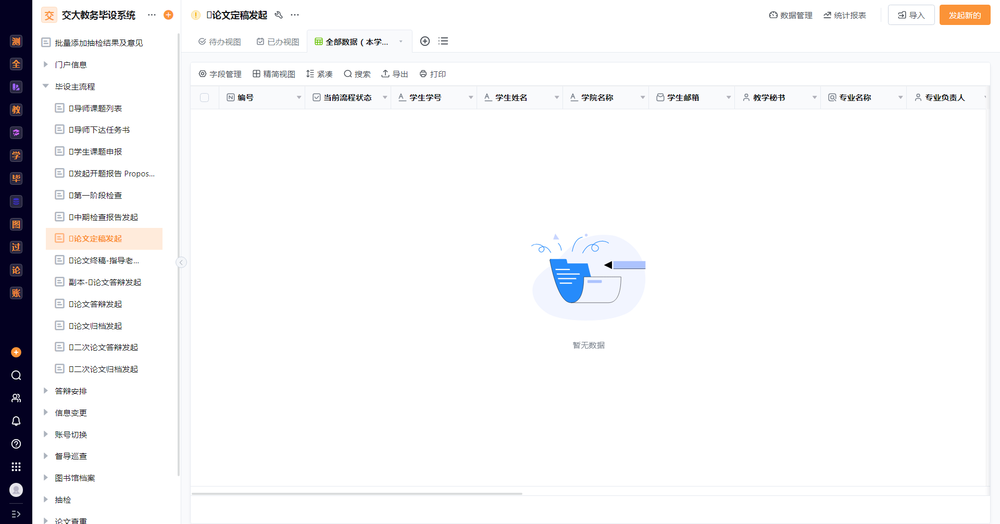 测
全
教
学
毕
图
过
论
账
交 交大教务毕设系统
批量添加抽检结果及意见
门户信息
毕设主流程
导师课题列表
导师下达任务书
学生课题申报
发起开题报告 Propos...
第一阶段检查
中期检查报告发起
论文定稿发起
论文终稿-指导老...
副本-论文答辩发起
论文答辩发起
论文归档发起
二次论文答辩发起
二次论文归档发起
答辩安排
信息变更
账号切换
督导巡查
图书馆档案
抽检
论文查重
论文定稿发起
数据管理 统计报表 导入 发起新的
待办视图 已办视图 全部数据（本学...
字段管理 精简视图 紧凑 搜索 导出 打印
编号 当前流程状态 学生学号 学生姓名 学院名称 学生邮箱 教学秘书 专业名称 专业负责人
暂无数据